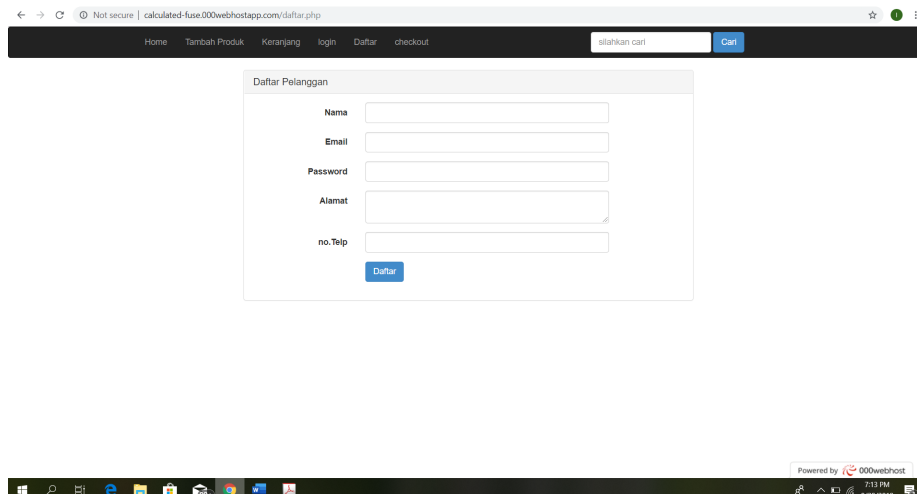 Not secure | calculated-fuse.000webhostapp.com/daftar.php
Home Tambah Produk Keranjang login Daftar checkout silahkan cari Cari
Daftar Pelanggan
Nama
Email
Password
Alamat
no.Telp
Daftar
Powered by 000webhost
7:13 PM